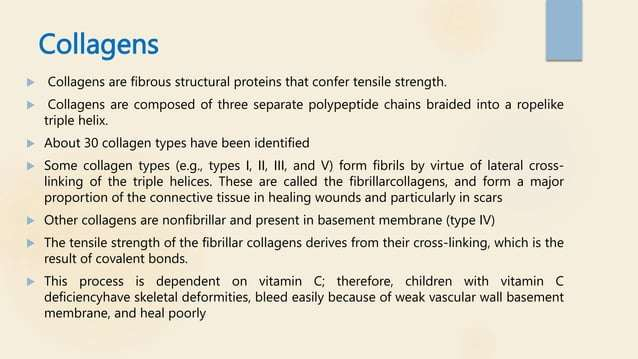 Collagens
Collagens are fibrous structural proteins that confer tensile strength.
Collagens are composed of three separate polypeptide chains braided into a ropelike
triple helix.
About 30 collagen types have been identified
Some collagen types (e.g., types I, II, III, and V) form fibrils by virtue of lateral cross-
linking of the triple helices. These are called the fibrillarcollagens, and form a major
proportion of the connective tissue in healing wounds and particularly in scars
Other collagens are nonfibrillar and present in basement membrane (type IV)
The tensile strength of the fibrillar collagens derives from their cross-linking, which is the
result of covalent bonds.
This process is dependent on vitamin C; therefore, children with vitamin C
deficiencyhave skeletal deformities, bleed easily because of weak vascular wall basement
membrane, and heal poorly